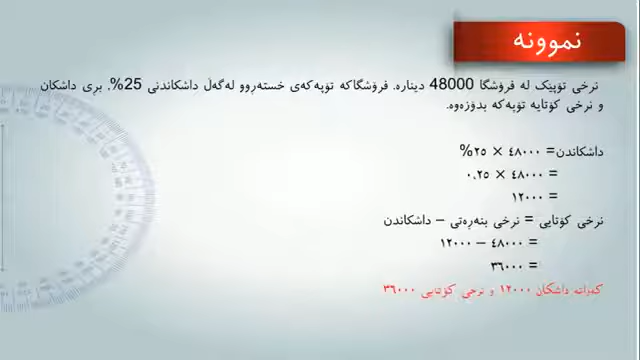 نموونە
نرخی تۆپێک لە فرۆشگا 48000 دینارە. فرۆشگاکە تۆپەکەی خستەڕوو لەگەڵ داشکاندنی 25%. بڕی داشکان
و نرخی کۆتایە تۆپەکە بدۆزەوە.
داشکاندن= ٤٨٠٠٠ × ٢٥%
= ٤٨٠٠٠ × ٠.٢٥
= ١٢٠٠٠
نرخی کۆتایی = نرخی بنەڕەتی – داشکاندن
= ٤٨٠٠٠ – ١٢٠٠٠
= ٣٦٠٠٠
کەواتە داشکان ١٢٠٠٠ و نرخی کۆتایی ٣٦٠٠٠